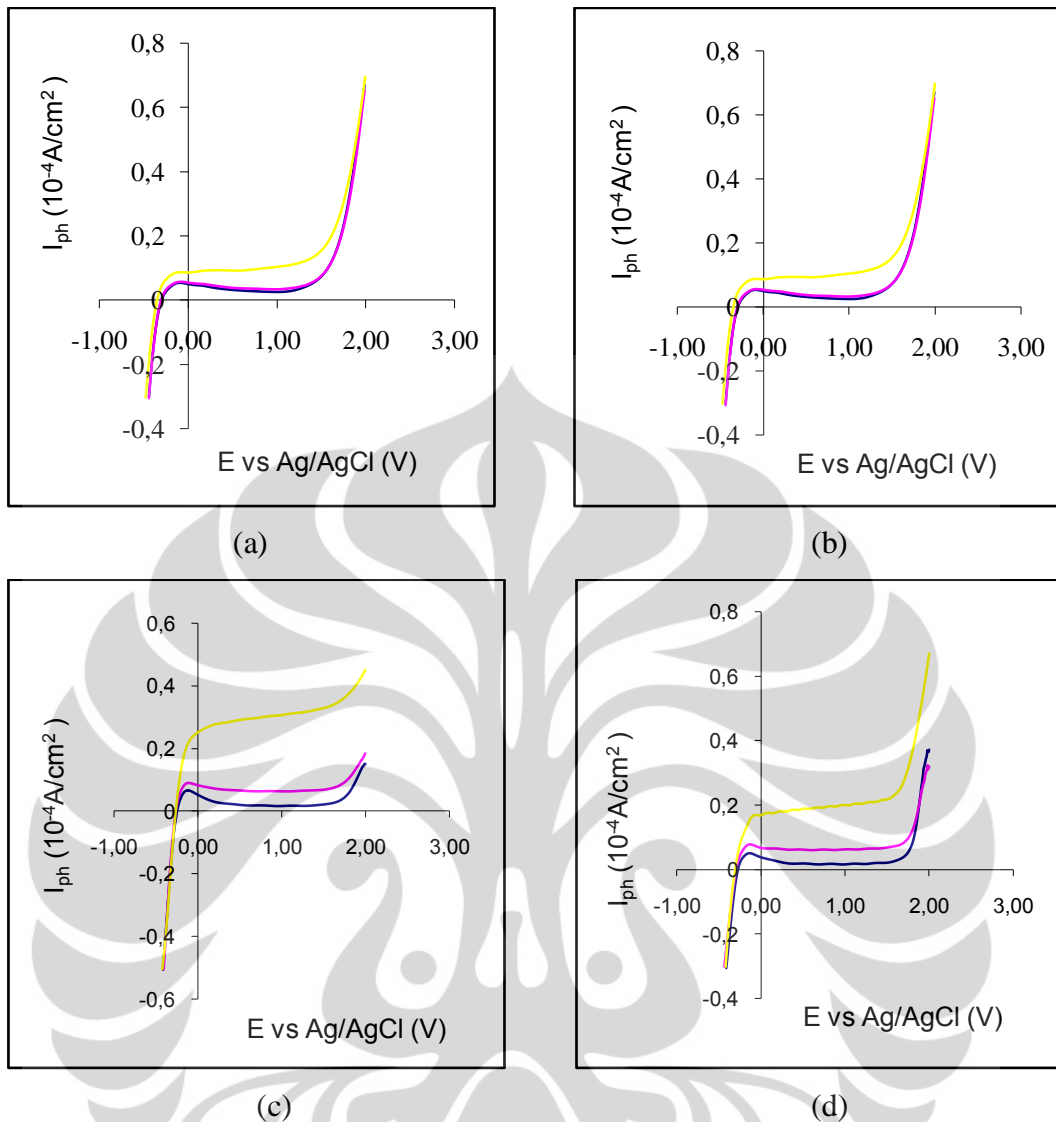 0,8
0,6
0,4
0,2
0
-0,2
-0,4
-1,00 0,00 1,00 2,00 3,00
I_ph (10^-4 A/cm²)
E vs Ag/AgCl (V)
(a)
0,8
0,6
0,4
0,2
0
-0,2
-0,4
-1,00 0,00 1,00 2,00 3,00
I_ph (10^-4 A/cm²)
E vs Ag/AgCl (V)
(b)
0,6
0,4
0,2
0
-0,2
-0,4
-0,6
-1,00 0,00 1,00 2,00 3,00
I_ph (10^-4 A/cm²)
E vs Ag/AgCl (V)
(c)
0,8
0,6
0,4
0,2
0
-0,2
-0,4
-1,00 0,00 1,00 2,00 3,00
I_ph (10^-4 A/cm²)
E vs Ag/AgCl (V)
(d)